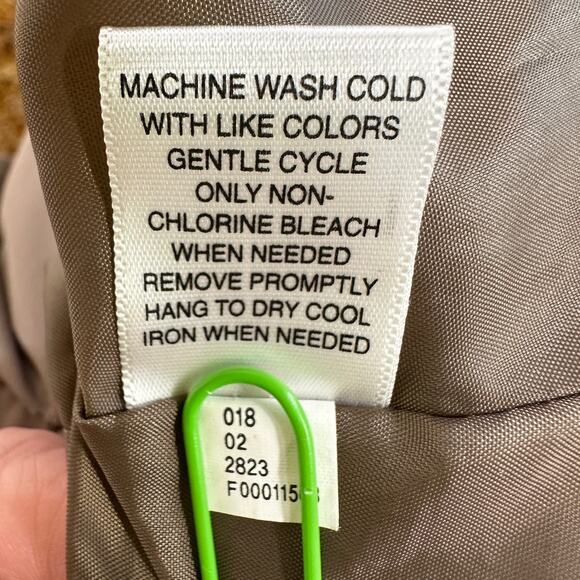 MACHINE WASH COLD
WITH LIKE COLORS
GENTLE CYCLE
ONLY NON-
CHLORINE BLEACH
WHEN NEEDED
REMOVE PROMPTLY
HANG TO DRY COOL
IRON WHEN NEEDED
018
02
2823